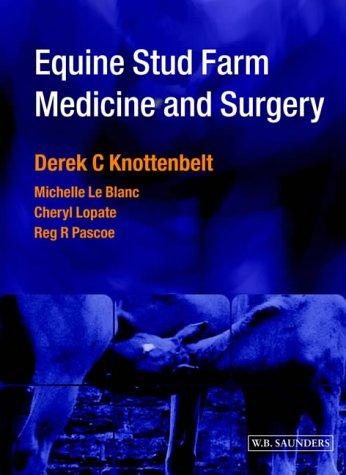 Equine Stud Farm
Medicine and Surgery
Derek C Knottenbelt
Michelle Le Blanc
Cheryl Lopate
Reg R Pascoe
W.B. SAUNDERS